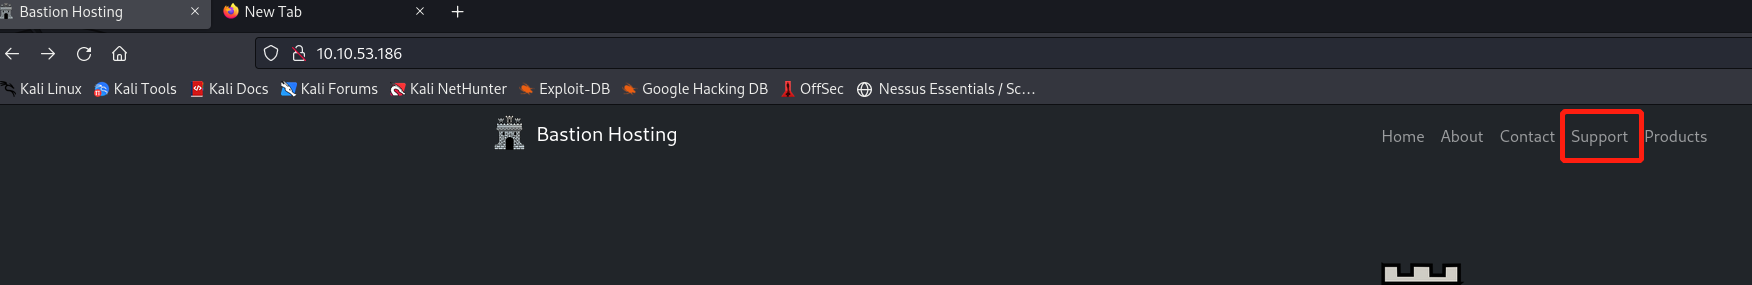 Bastion Hosting New Tab
10.10.53.186
Kali Linux Kali Tools Kali Docs Kali Forums Kali NetHunter Exploit-DB Google Hacking DB OffSec Nessus Essentials / Sc…
Bastion Hosting Home About Contact Support Products